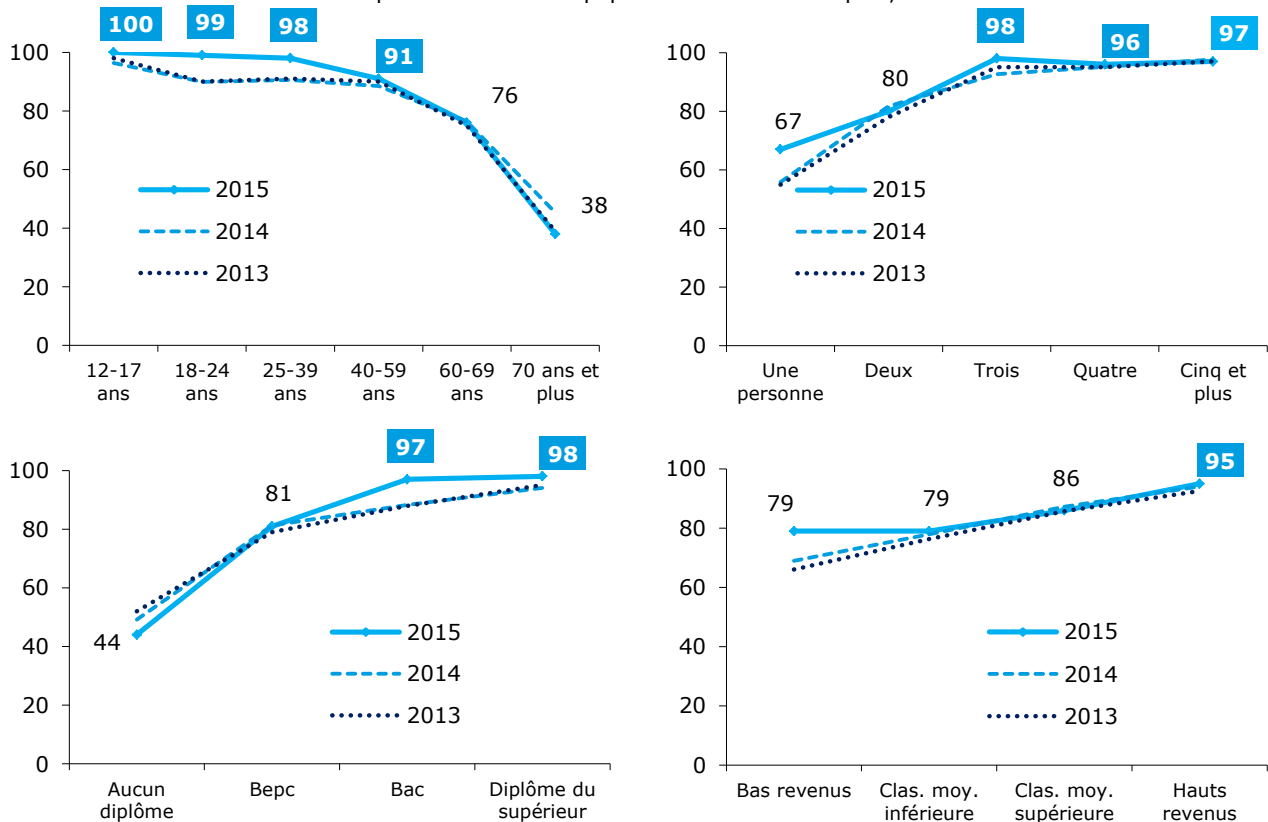 100
99
98
91
76
38
100
80
60
40
20
0
2015
2014
2013
12-17 ans
18-24 ans
25-39 ans
40-59 ans
60-69 ans
70 ans et plus
98
96
97
80
67
100
80
60
40
20
0
2015
2014
2013
Une personne
Deux
Trois
Quatre
Cinq et plus
97
98
81
44
100
80
60
40
20
0
2015
2014
2013
Aucun diplôme
Bepc
Bac
Diplôme du supérieur
95
86
79
79
100
80
60
40
20
0
2015
2014
2013
Bas revenus
Clas. moy. inférieure
Clas. moy. supérieure
Hauts revenus